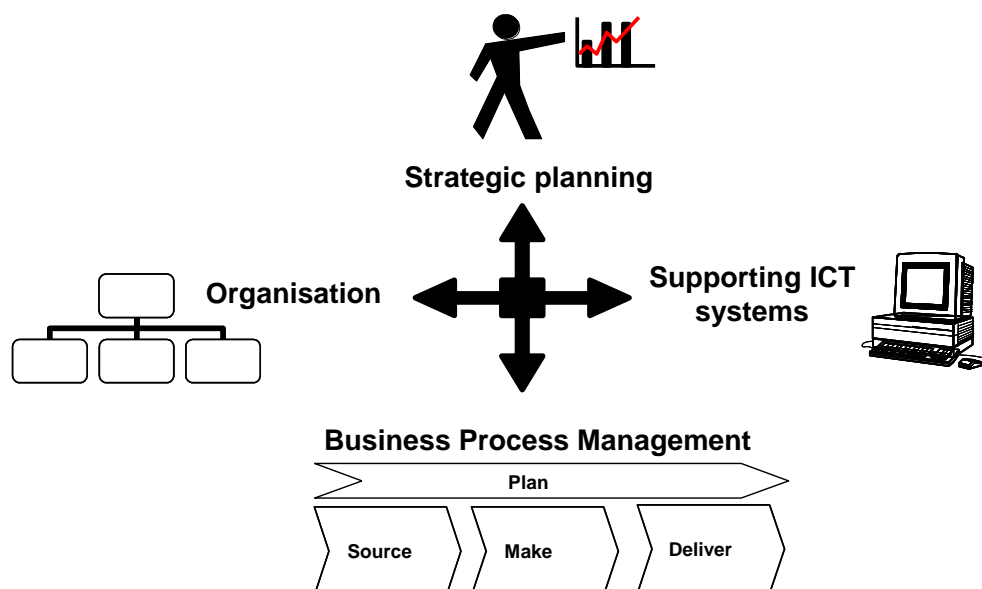 Strategic planning
Organisation
Supporting ICT
systems
Business Process Management
Plan
Source
Make
Deliver